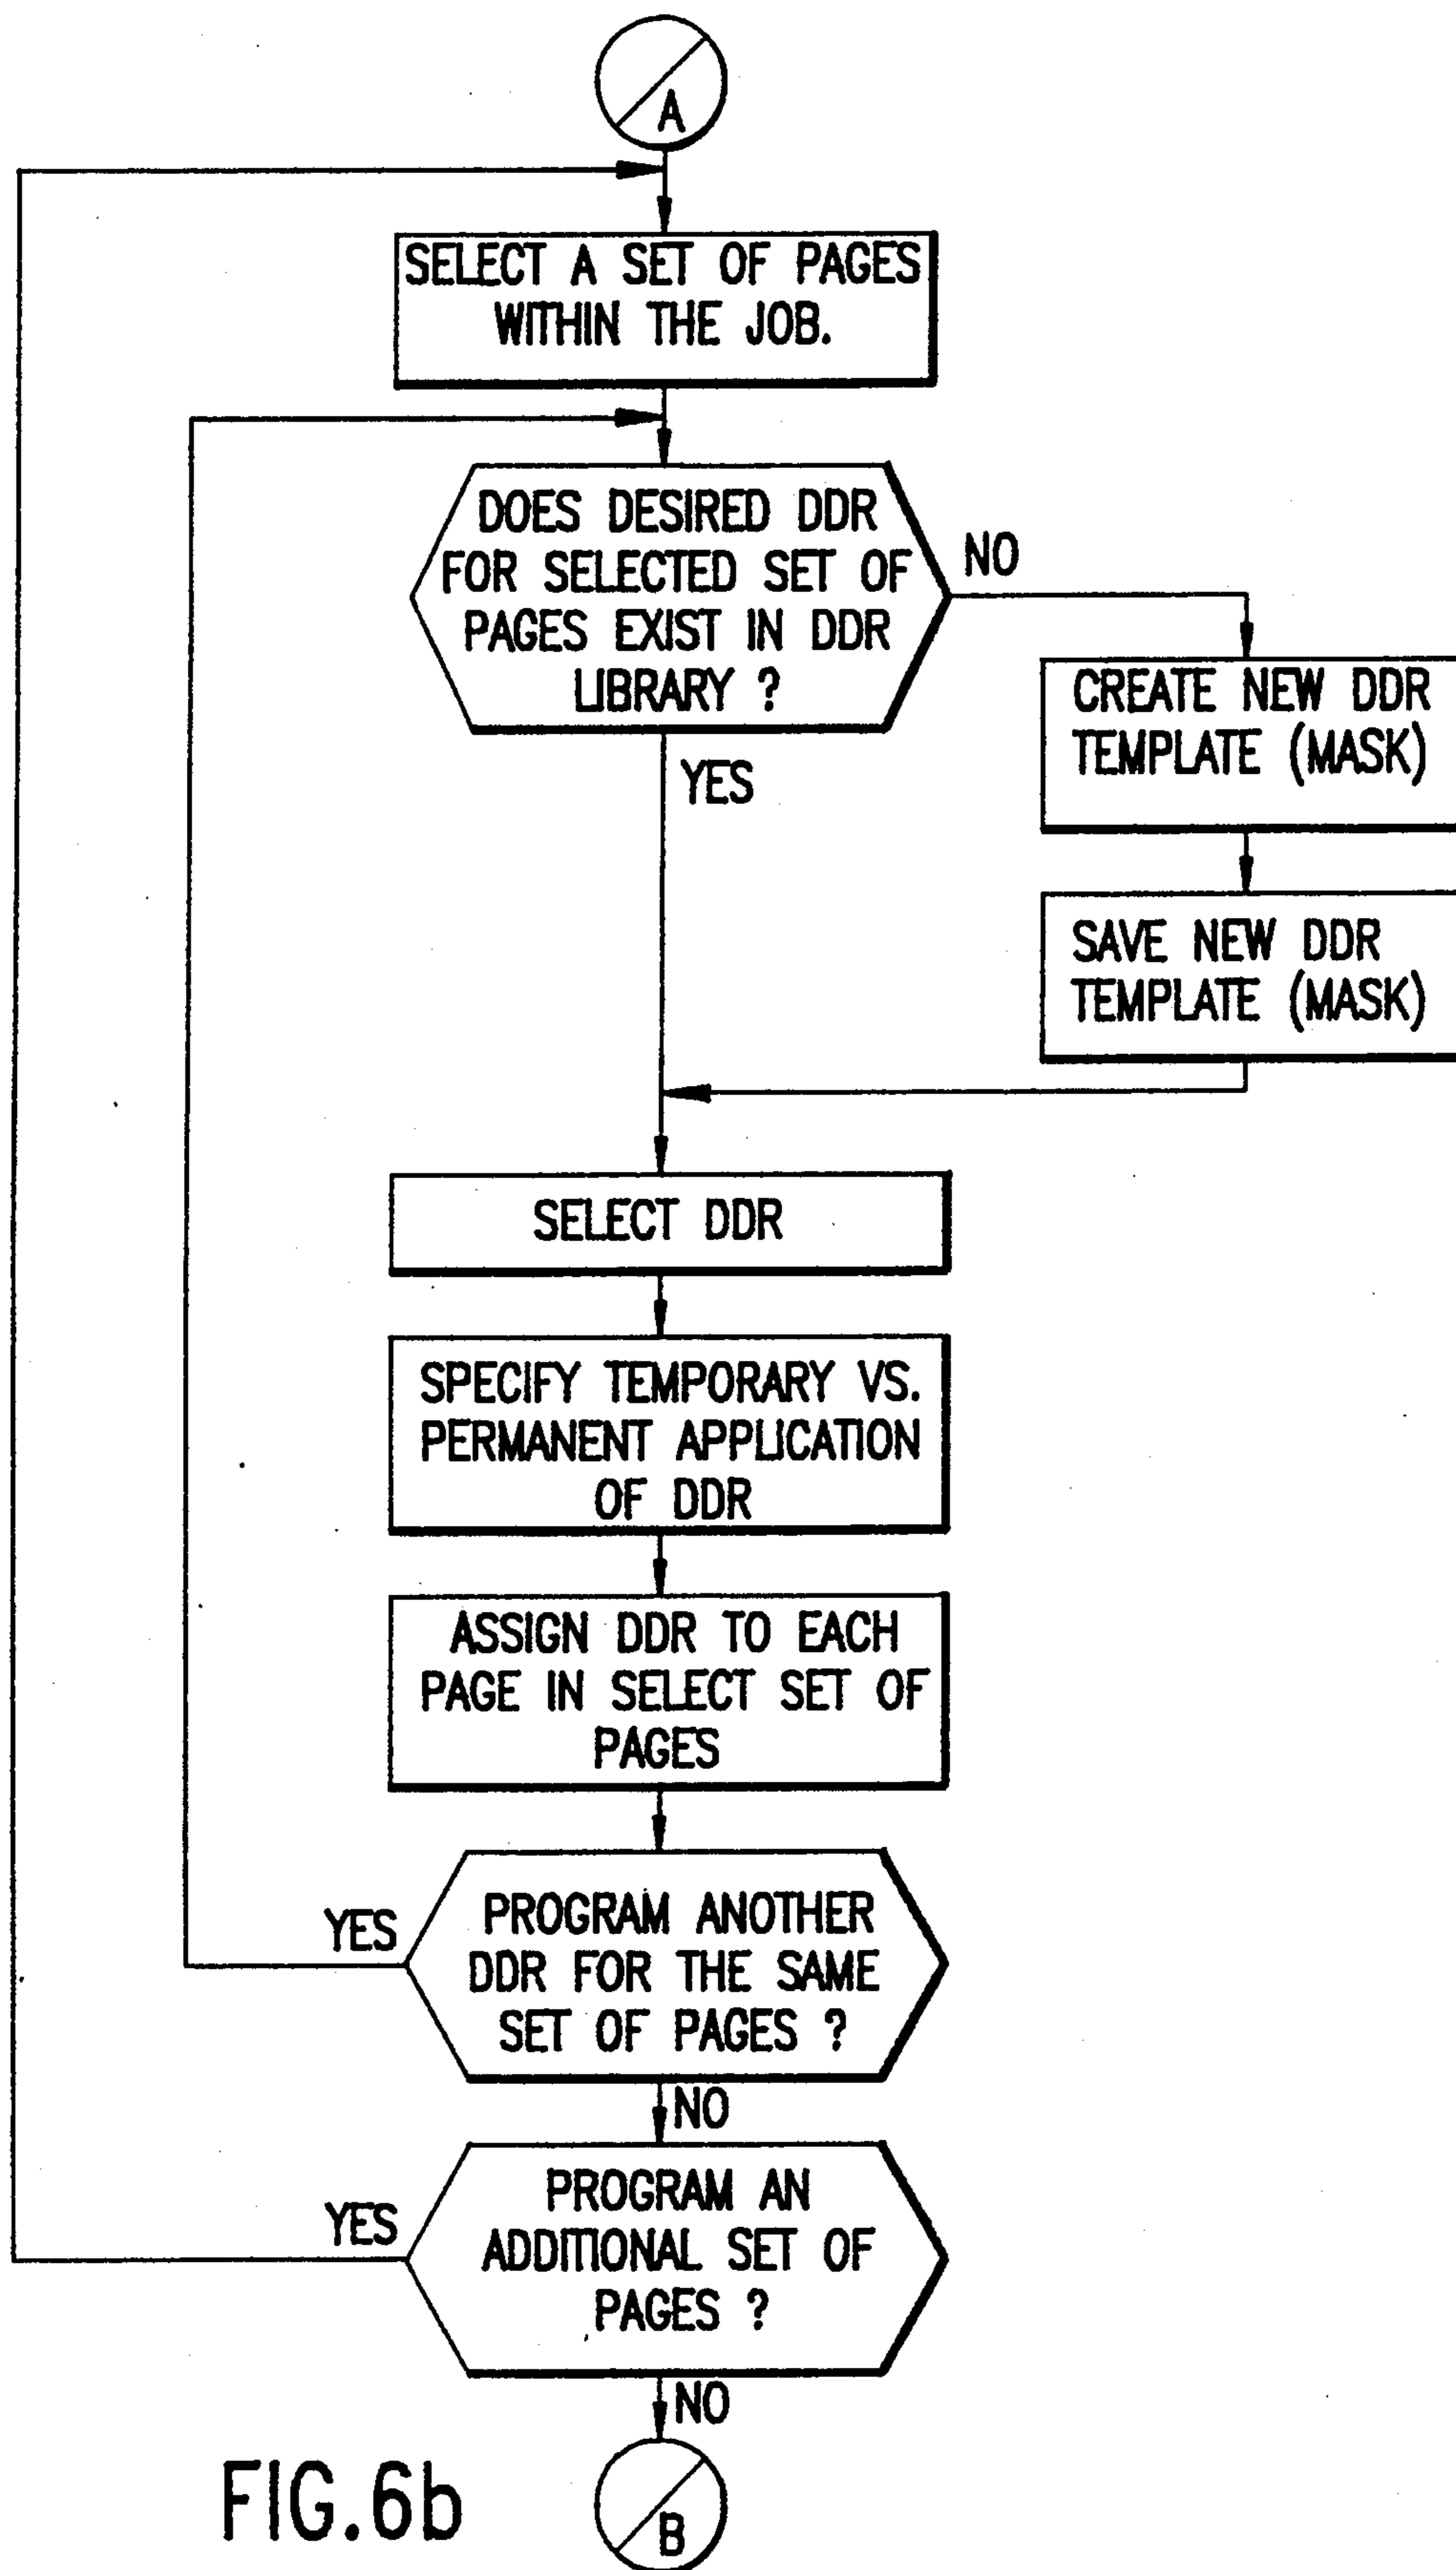 A
SELECT A SET OF PAGES
WITHIN THE JOB.
DOES DESIRED DDR
FOR SELECTED SET OF
PAGES EXIST IN DDR
LIBRARY ?
NO
CREATE NEW DDR
TEMPLATE (MASK)
YES
SAVE NEW DDR
TEMPLATE (MASK)
SELECT DDR
SPECIFY TEMPORARY VS.
PERMANENT APPLICATION
OF DDR
ASSIGN DDR TO EACH
PAGE IN SELECT SET OF
PAGES
PROGRAM ANOTHER
DDR FOR THE SAME
SET OF PAGES ?
YES
NO
PROGRAM AN
ADDITIONAL SET OF
PAGES ?
YES
NO
B
FIG.6b